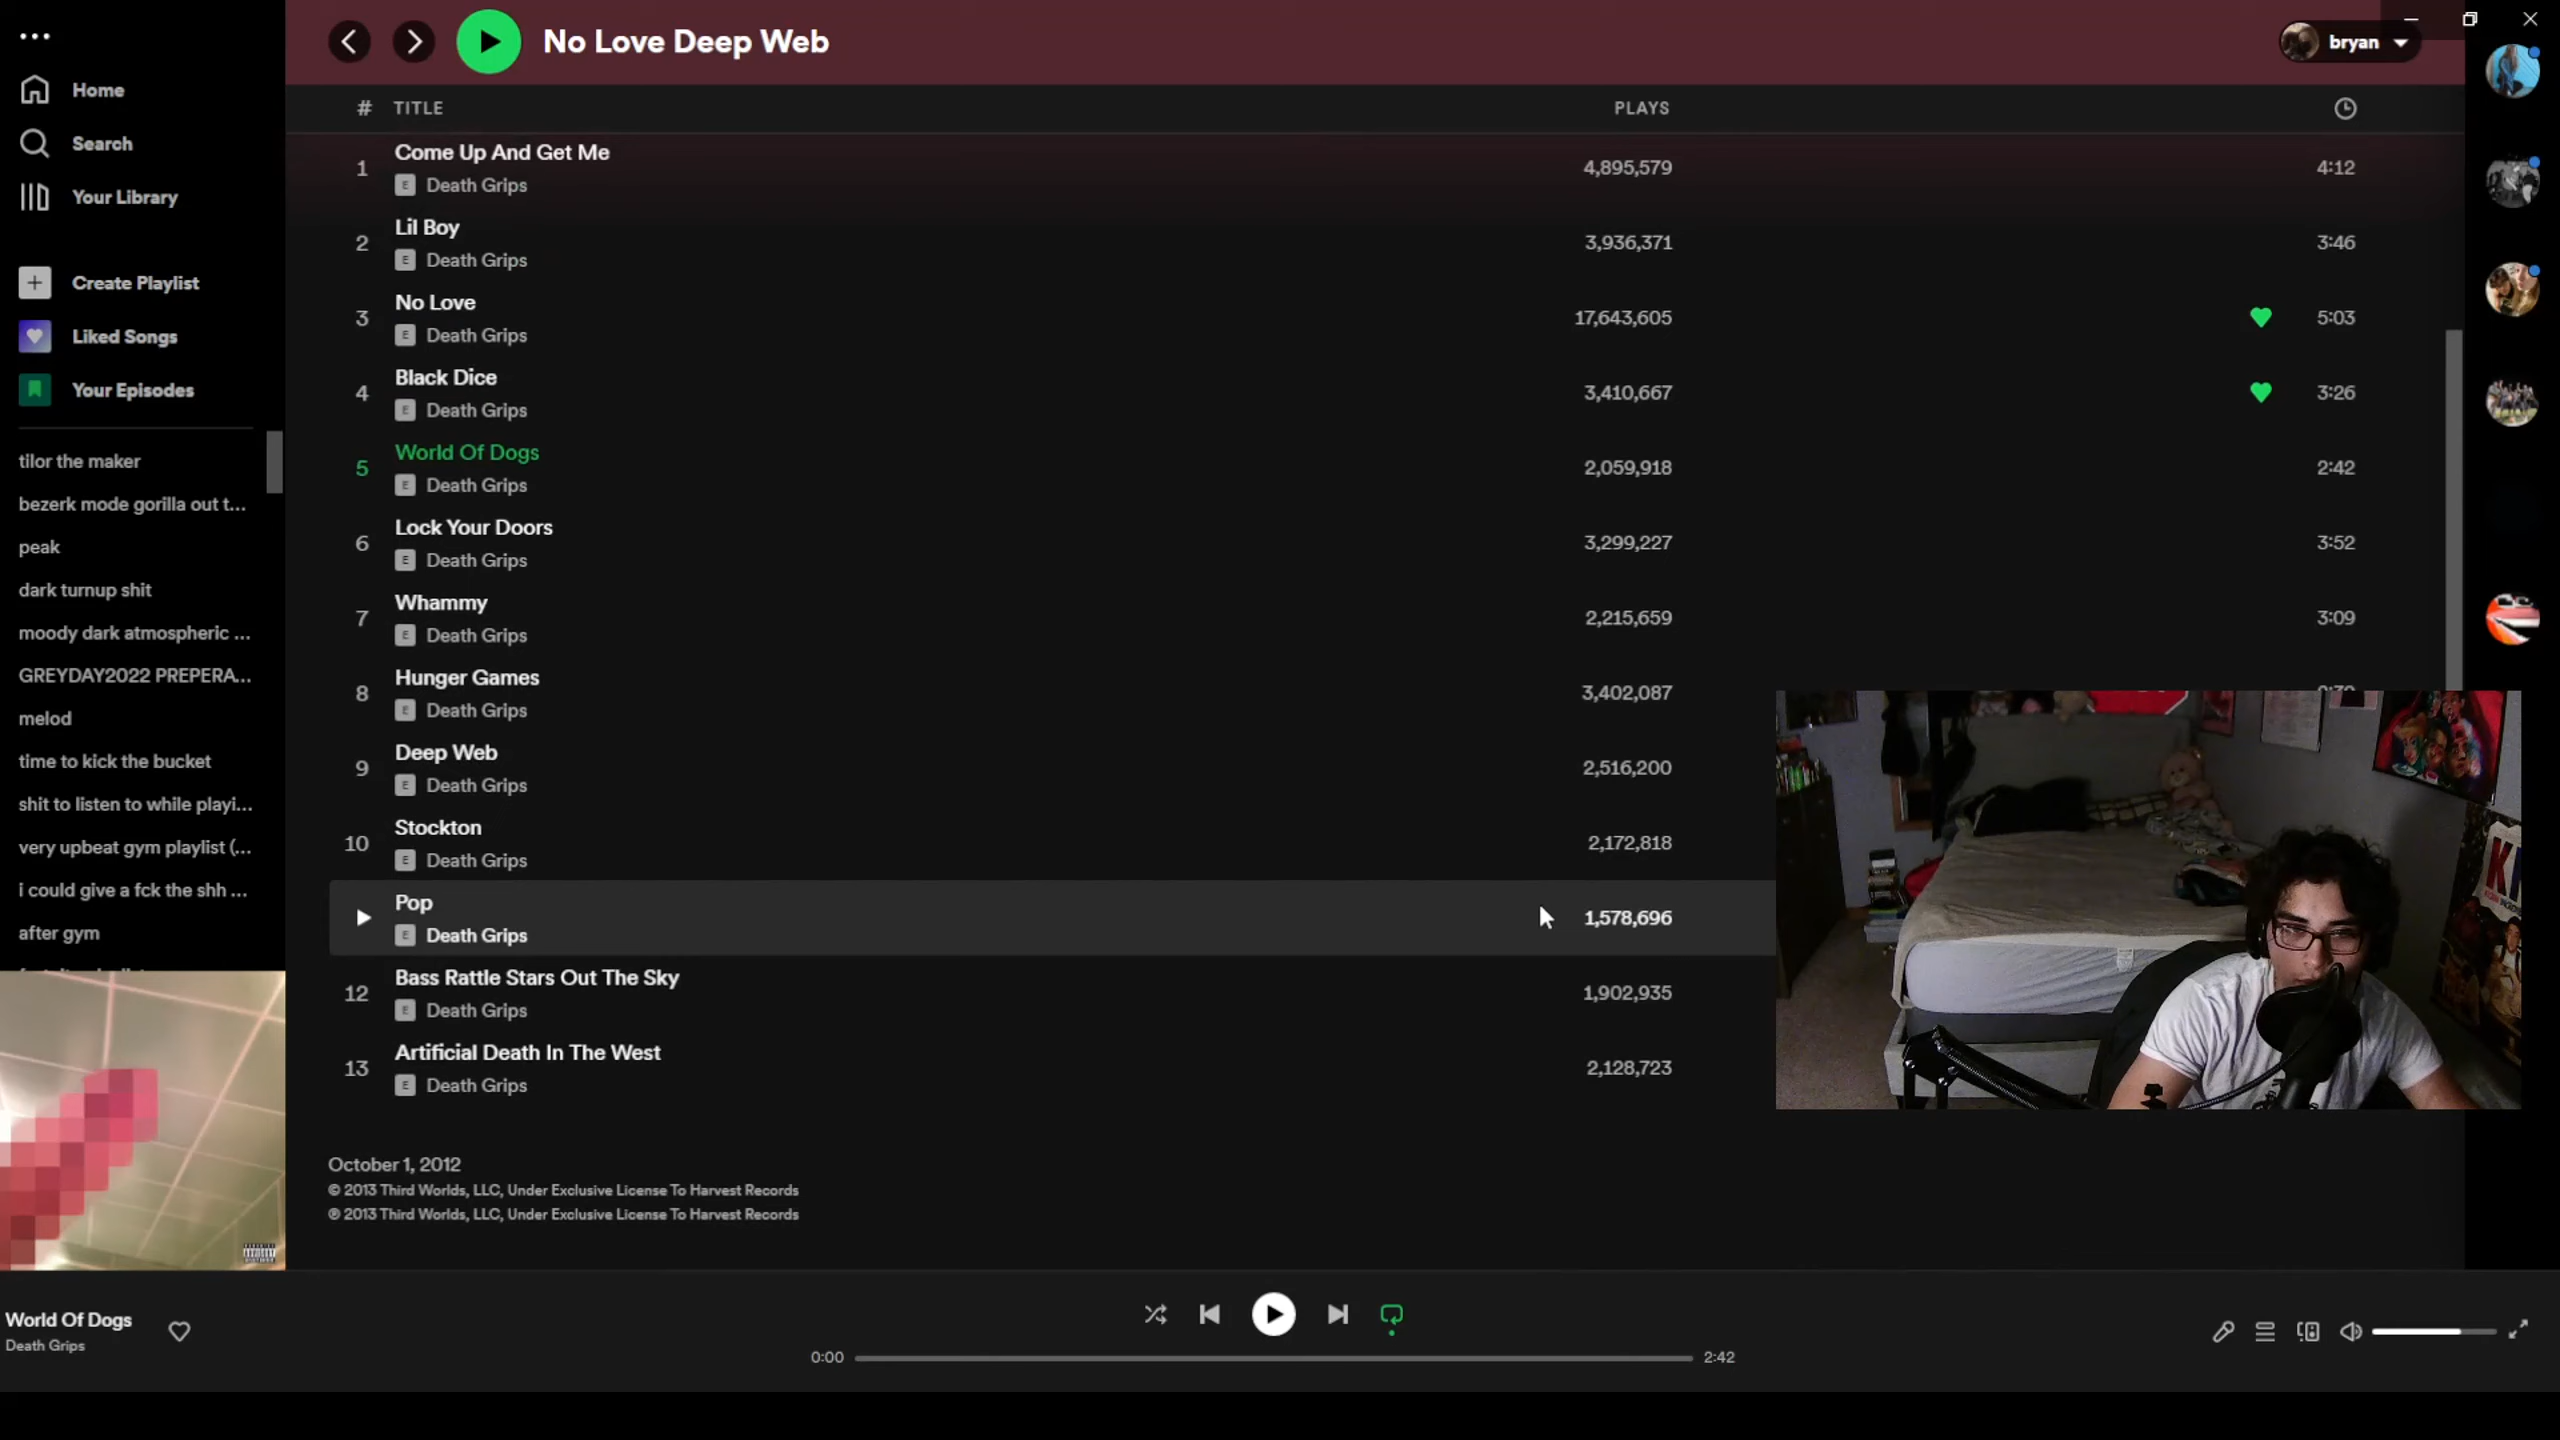 No Love Deep Web
bryan
Home
Search
Your Library
Create Playlist
Liked Songs
Your Episodes
tilor the maker
bezerk mode gorilla out t...
peak
dark turnup shit
moody dark atmospheric ...
GREYDAY2022 PREPERA...
melod
time to kick the bucket
shit to listen to while playi...
very upbeat gym playlist (...
i could give a fck the shh ...
after gym
# TITLE PLAYS
1 Come Up And Get Me 4,895,579 4:12
E Death Grips
2 Lil Boy 3,936,371 3:46
E Death Grips
3 No Love 17,643,605 5:03
E Death Grips
4 Black Dice 3,410,667 3:26
E Death Grips
5 World Of Dogs 2,059,918 2:42
E Death Grips
6 Lock Your Doors 3,299,227 3:52
E Death Grips
7 Whammy 2,215,659 3:09
E Death Grips
8 Hunger Games 3,402,087
E Death Grips
9 Deep Web 2,516,200
E Death Grips
10 Stockton 2,172,818
E Death Grips
Pop 1,578,696
E Death Grips
12 Bass Rattle Stars Out The Sky 1,902,935
E Death Grips
13 Artificial Death In The West 2,128,723
E Death Grips
October 1, 2012
© 2013 Third Worlds, LLC, Under Exclusive License To Harvest Records
℗ 2013 Third Worlds, LLC, Under Exclusive License To Harvest Records
World Of Dogs
Death Grips
0:00 2:42